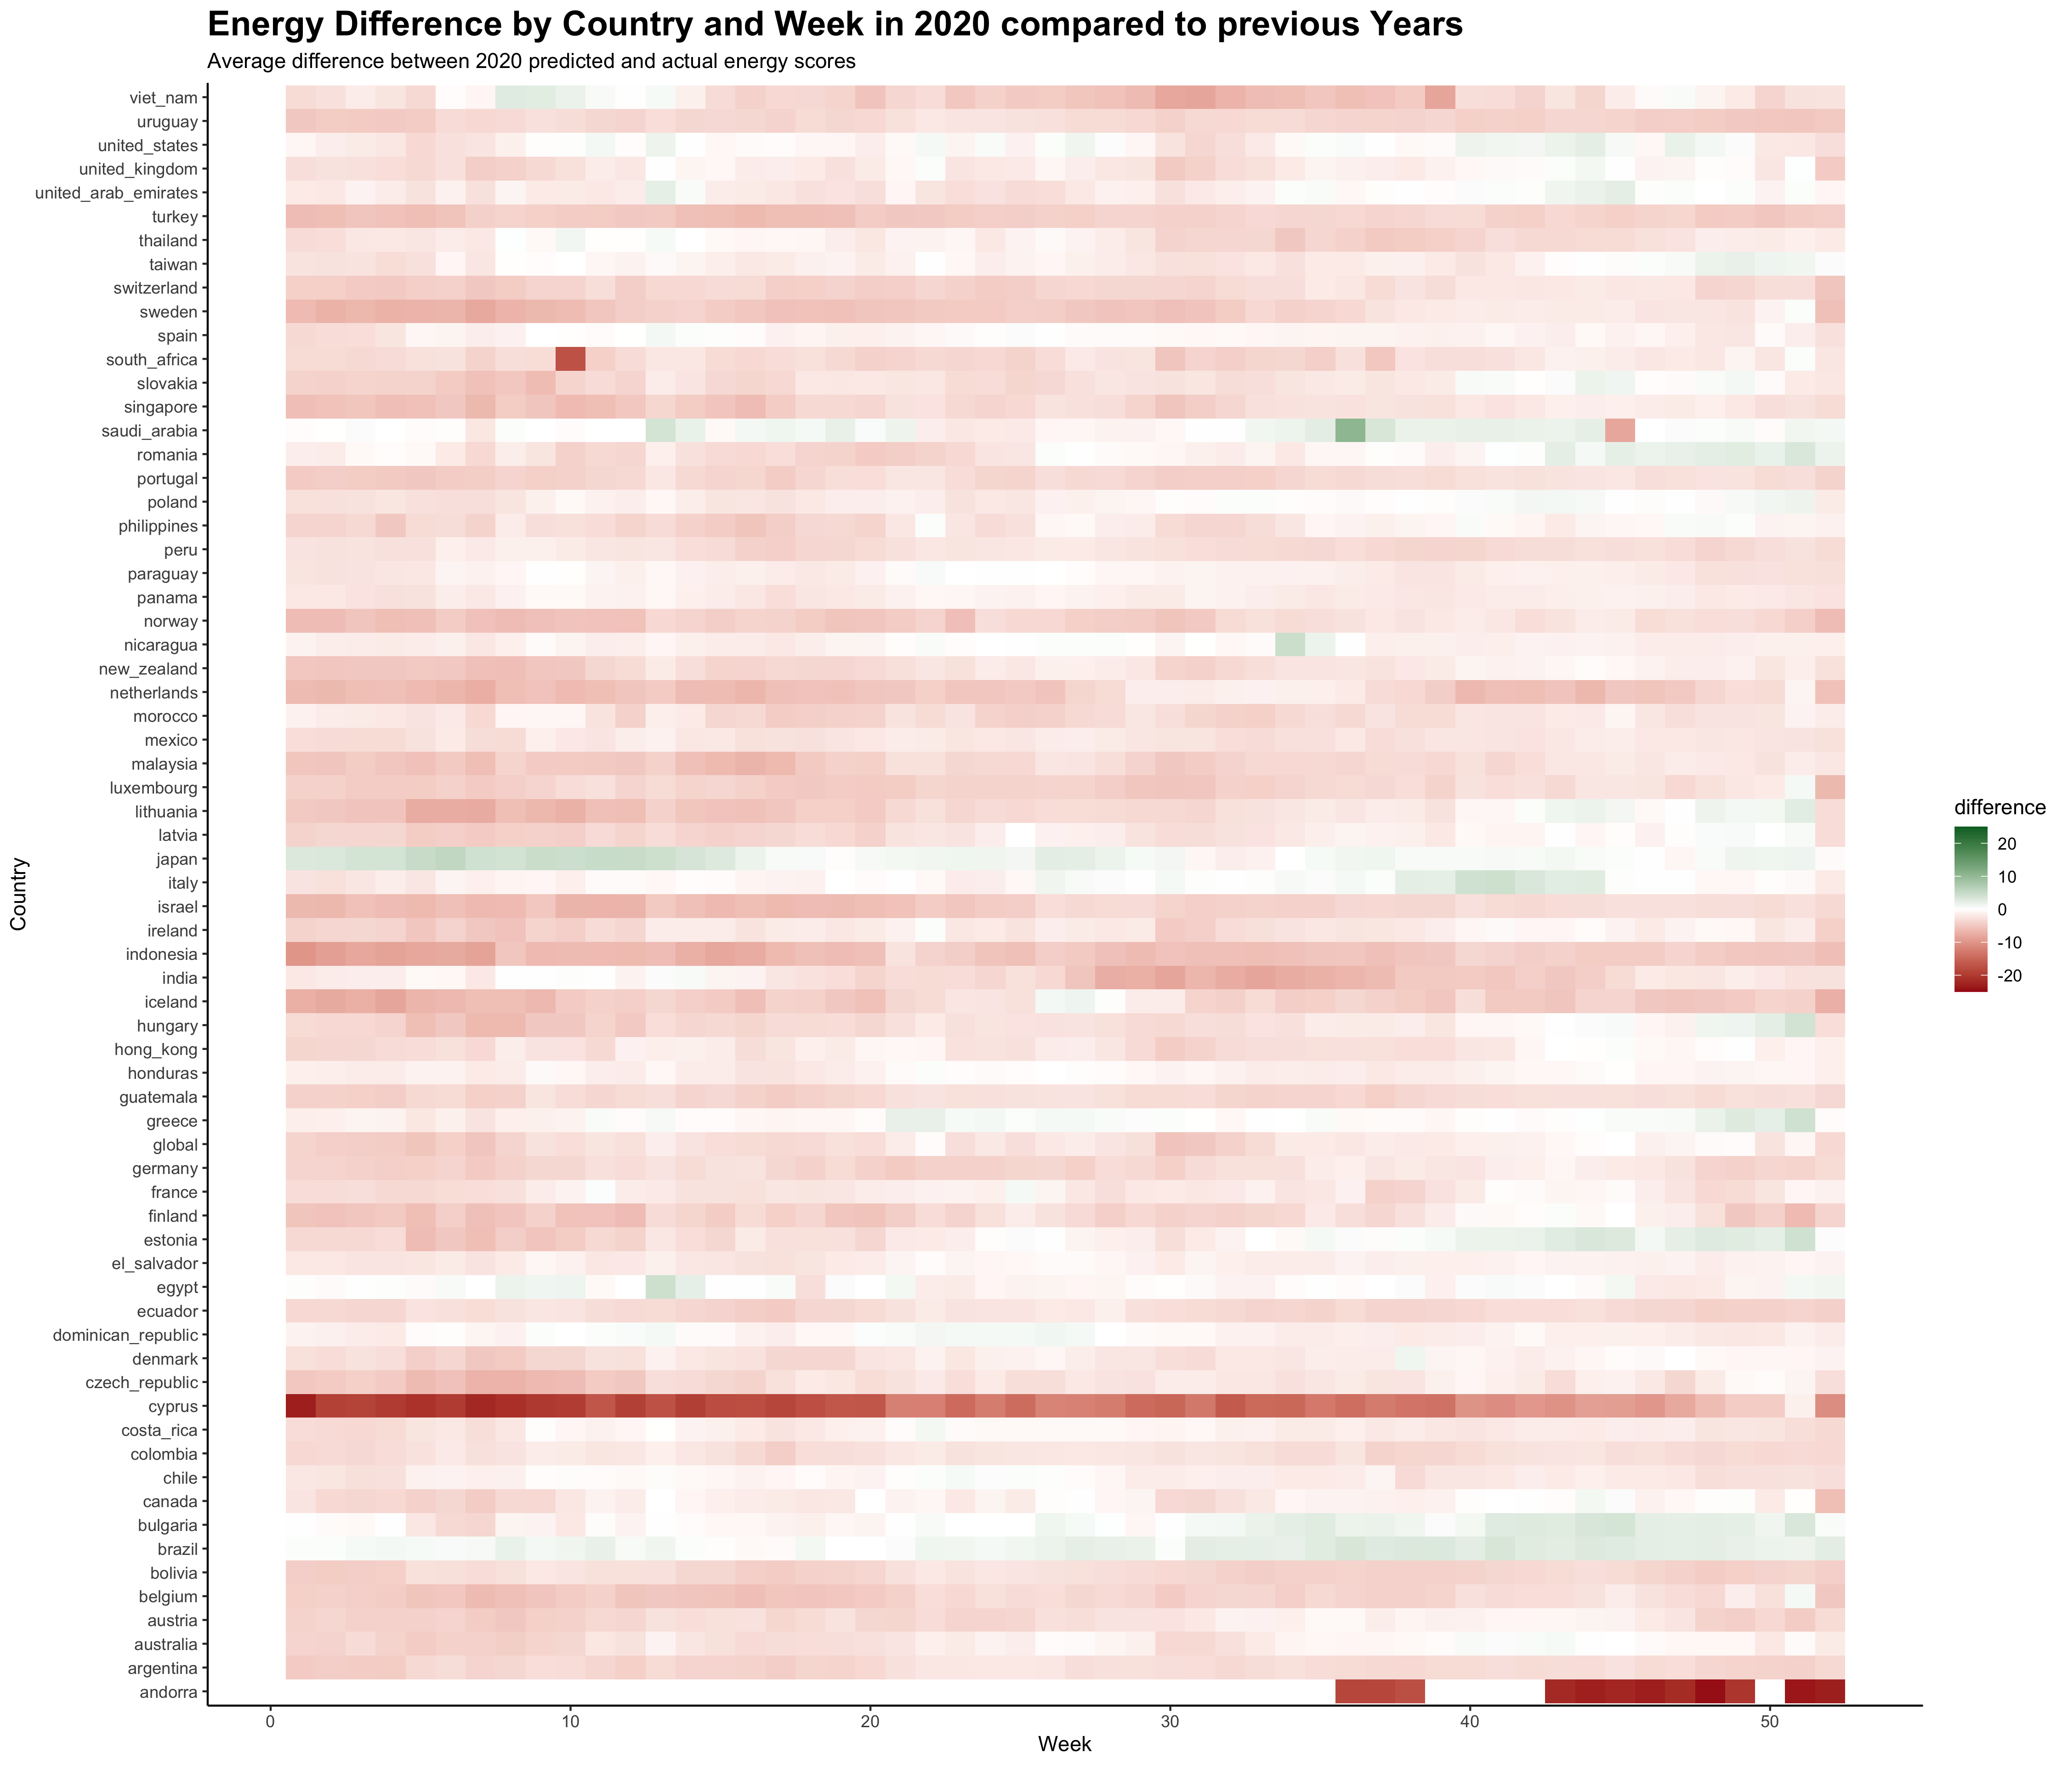 Energy Difference by Country and Week in 2020 compared to previous Years
Average difference between 2020 predicted and actual energy scores
viet_nam
uruguay
united_states
united_kingdom
united_arab_emirates
turkey
thailand
taiwan
switzerland
sweden
spain
south_africa
slovakia
singapore
saudi_arabia
romania
portugal
poland
philippines
peru
paraguay
panama
norway
nicaragua
new_zealand
netherlands
morocco
mexico
malaysia
luxembourg
lithuania
latvia
japan
italy
israel
ireland
indonesia
india
iceland
hungary
hong_kong
honduras
guatemala
greece
global
germany
france
finland
estonia
el_salvador
egypt
ecuador
dominican_republic
denmark
czech_republic
cyprus
costa_rica
colombia
chile
canada
bulgaria
brazil
bolivia
belgium
austria
australia
argentina
andorra
Country
0 10 20 30 40 50
Week
difference
20
10
0
-10
-20